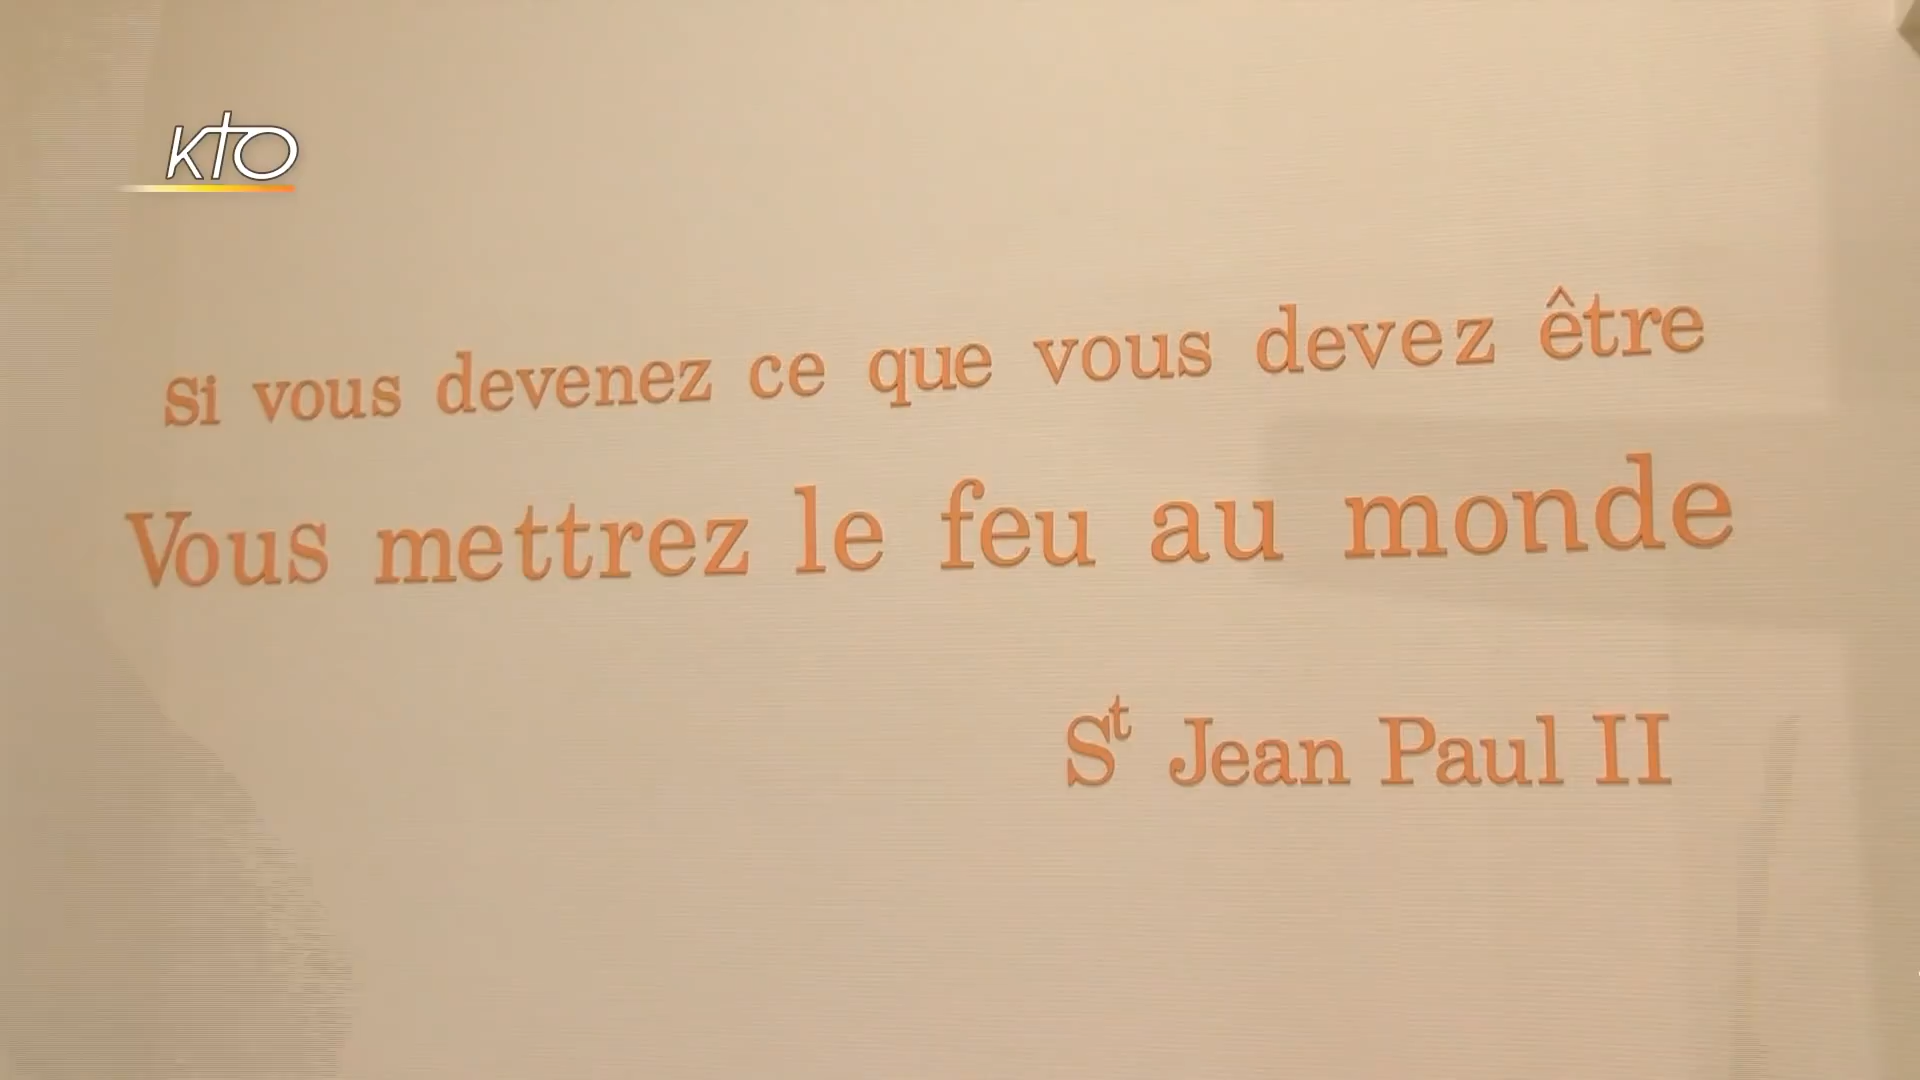 KTO
Si vous devenez ce que vous devez être
Vous mettrez le feu au monde
St Jean Paul II